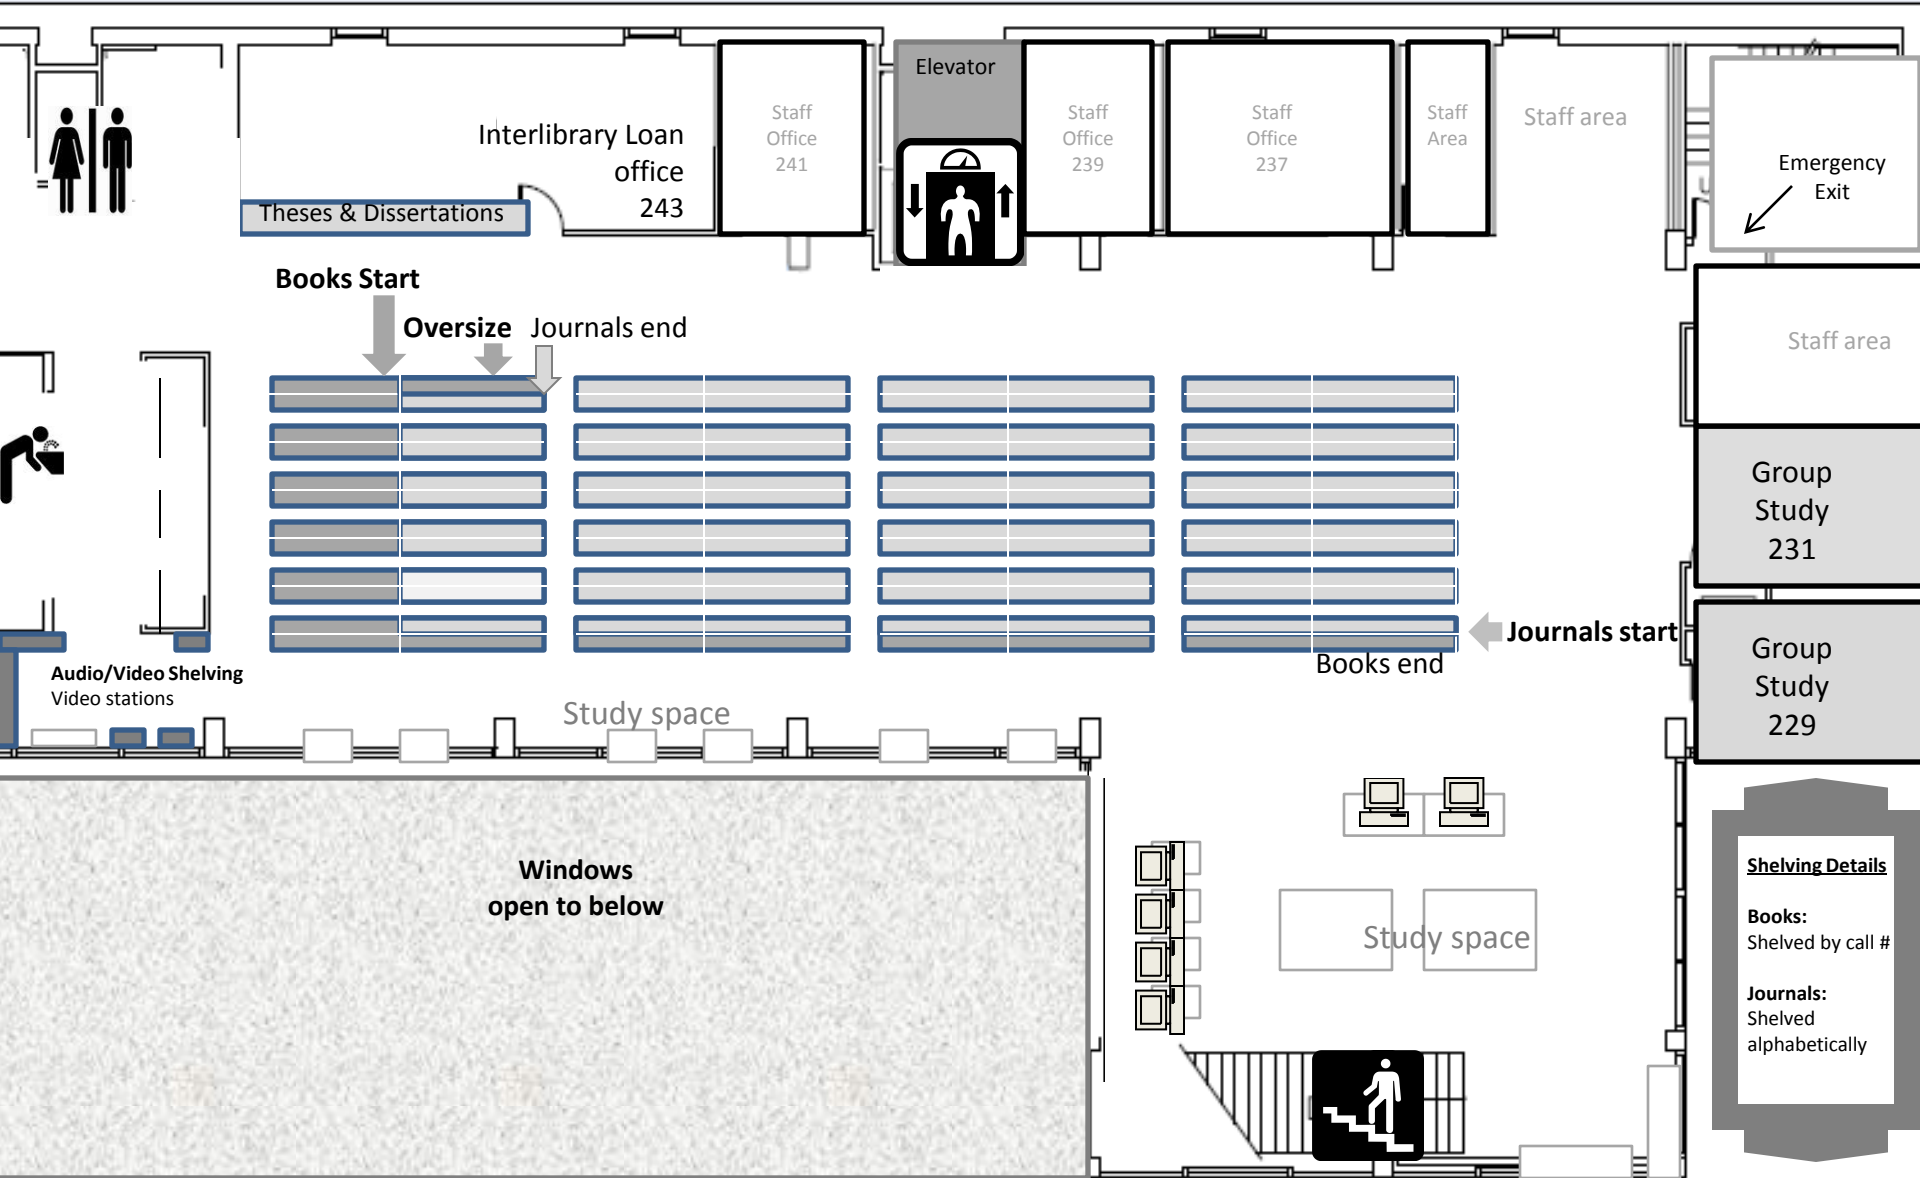 Elevator
Staff
Office
241
Staff
Office
239
Staff
Office
237
Staff
Area
Staff area
Interlibrary Loan
office
243
Emergency
Exit
=
Theses & Dissertations
Books Start
Oversize
Journals end
Staff area
Group
Study
231
Journals start
Books end
Group
Study
229
Audio/Video Shelving
Video stations
Study space
Windows
open to below
Study space
Shelving Details
Books:
Shelved by call #
Journals:
Shelved
alphabetically